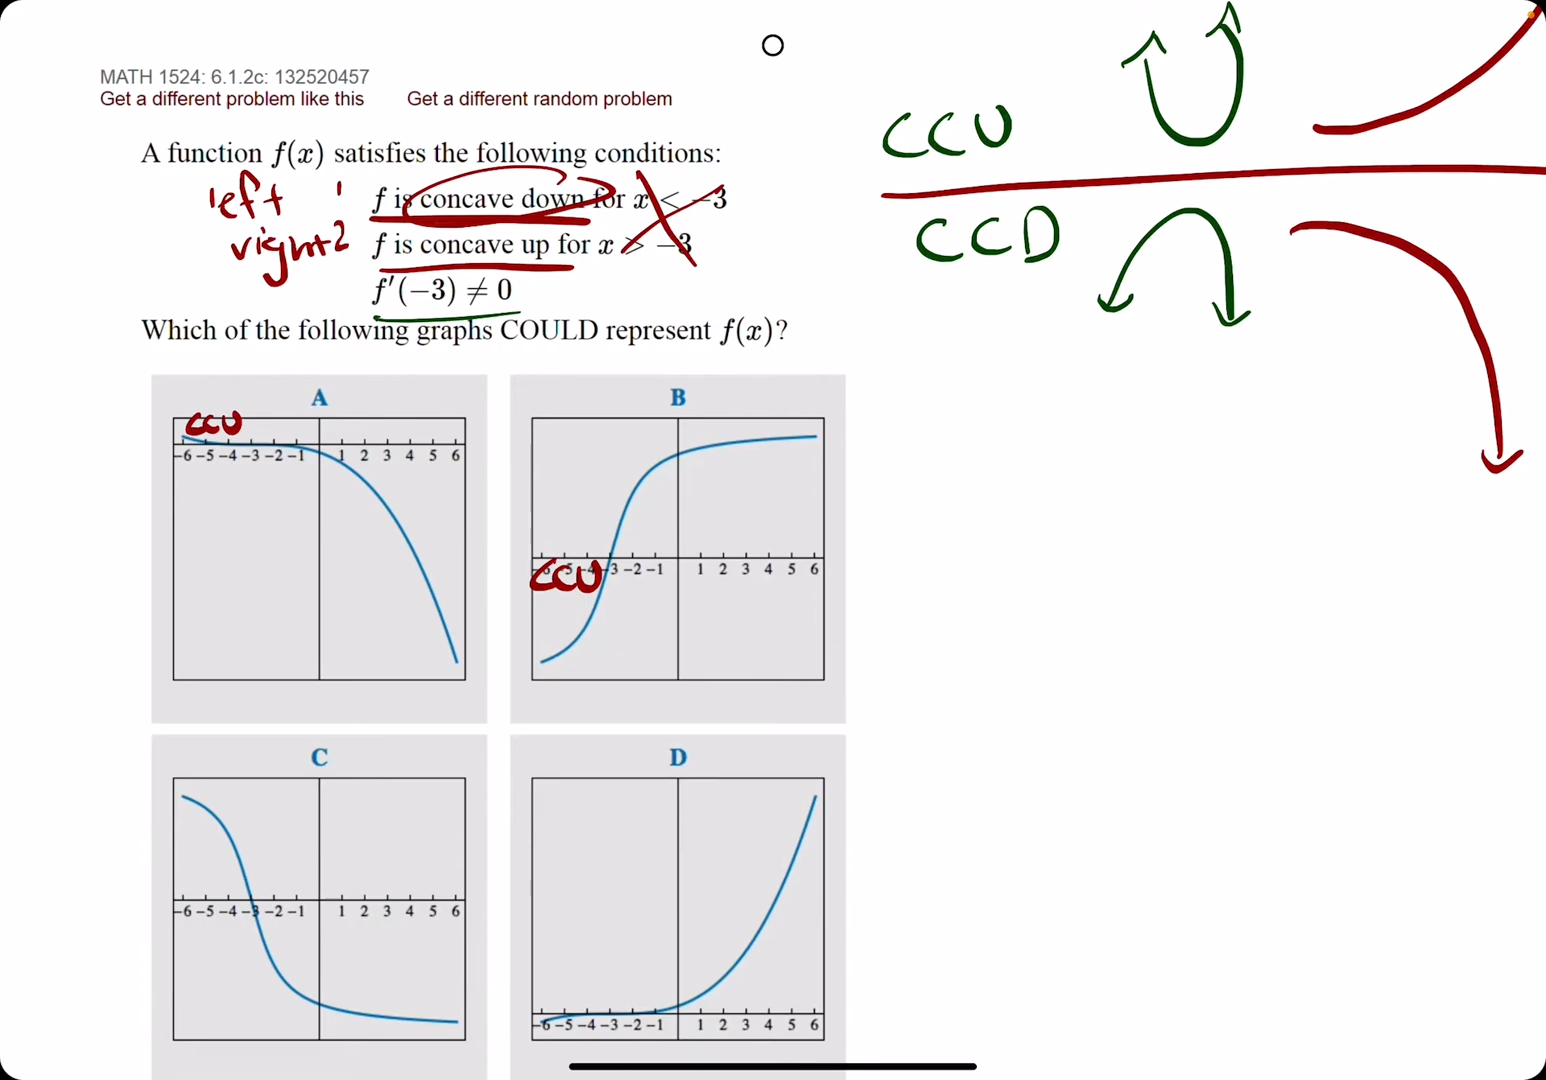 MATH 1524: 6.1.2c: 132520457
Get a different problem like this Get a different random problem
A function f(x) satisfies the following conditions:
left 1 f is concave down for x < −3
right 2 f is concave up for x > −3
f′(−3) ≠ 0
Which of the following graphs COULD represent f(x)?
CCU
CCD
A
CCU
−6 −5 −4 −3 −2 −1 1 2 3 4 5 6
B
CCU
−3 −2 −1 1 2 3 4 5 6
C
−6 −5 −4 −3 −2 −1 1 2 3 4 5 6
D
−6 −5 −4 −3 −2 −1 1 2 3 4 5 6